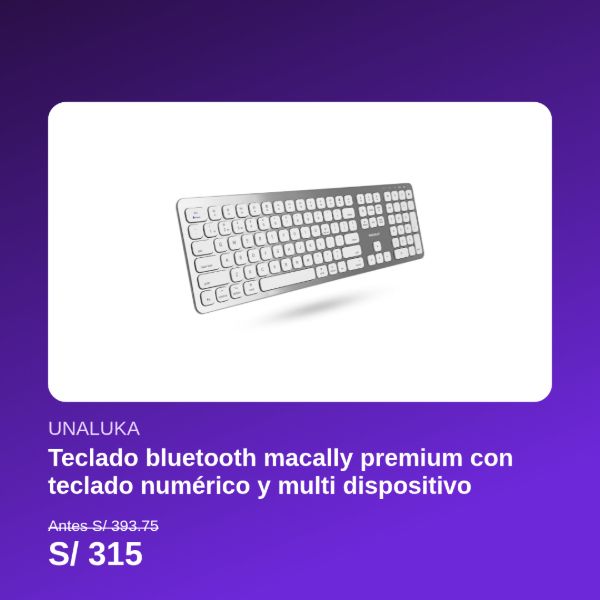 UNALUKA
Teclado bluetooth macally premium con
teclado numérico y multi dispositivo
Antes S/ 393.75
S/ 315